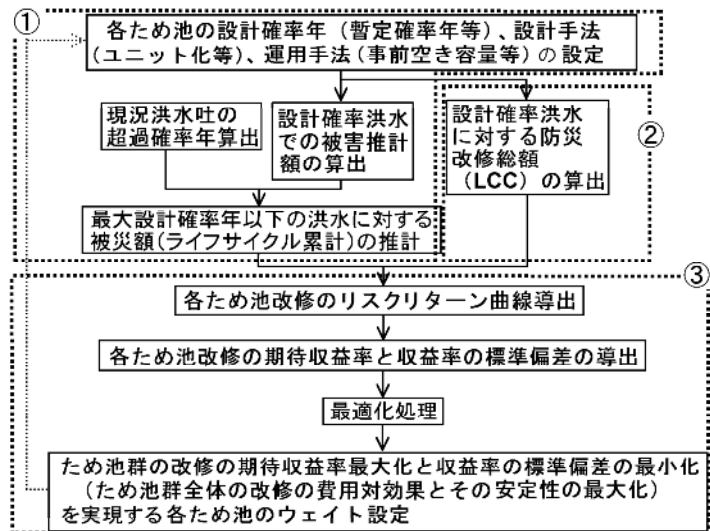 ①
各ため池の設計確率年（暫定確率年等）、設計手法
(ユニット化等)、運用手法(事前空き容量等)の設定
現況洪水吐の
超過確率年算出
設計確率洪水
での被害推計
額の算出
設計確率洪水
に対する防災
改修総額
（LCC）の算出
②
最大設計確率年以下の洪水に対する
被災額(ライフサイクル累計)の推計
③
各ため池改修のリスクリターン曲線導出
各ため池改修の期待収益率と収益率の標準偏差の導出
最適化処理
ため池群の改修の期待収益率最大化と収益率の標準偏差の最小化
（ため池群全体の改修の費用対効果とその安定性の最大化）
を実現する各ため池のウェイト設定